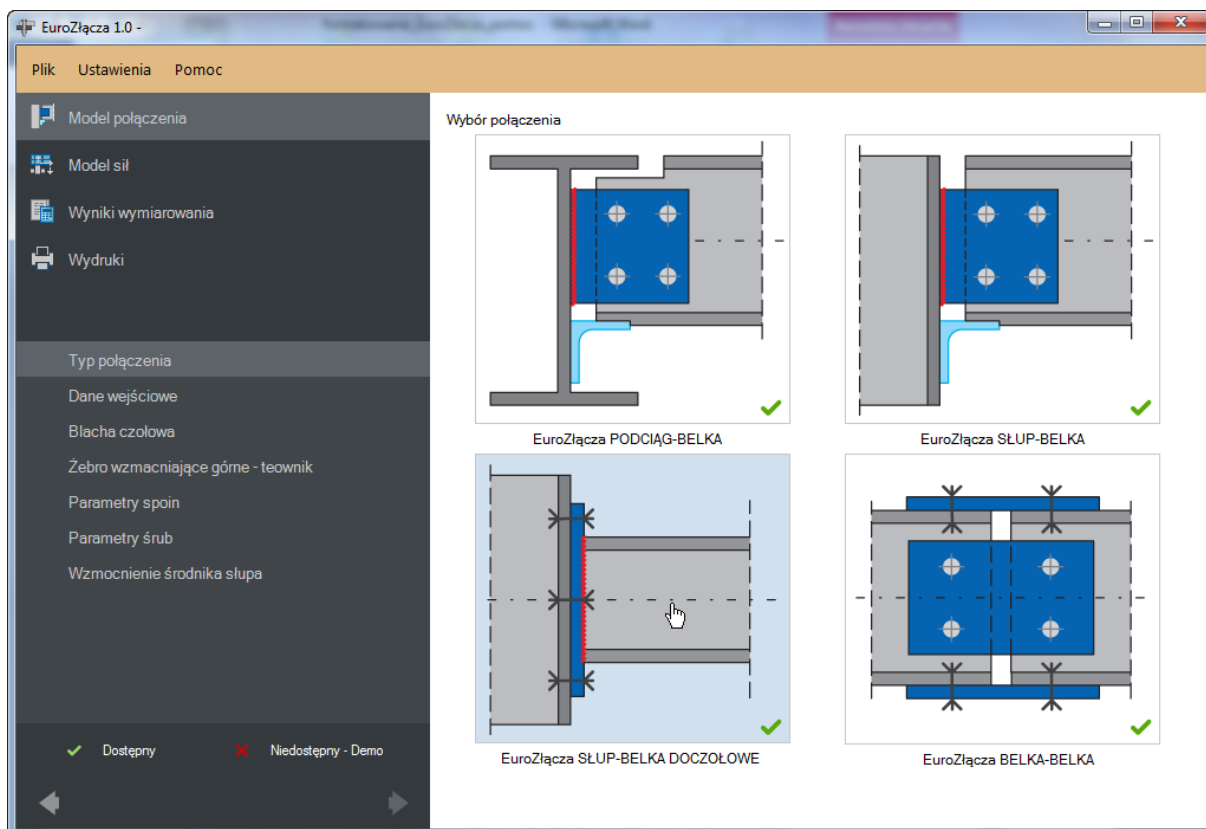 EuroZłącza 1.0 -
Plik Ustawienia Pomoc
Model połączenia
Model sił
Wyniki wymiarowania
Wydruki
Typ połączenia
Dane wejściowe
Blacha czołowa
Żebro wzmacniające górne - teownik
Parametry spoin
Parametry śrub
Wzmocnienie środnika słupa
Dostępny Niedostępny - Demo
Wybór połączenia
EuroZłącza PODCIĄG-BELKA
EuroZłącza SŁUP-BELKA
EuroZłącza SŁUP-BELKA DOCZOŁOWE
EuroZłącza BELKA-BELKA